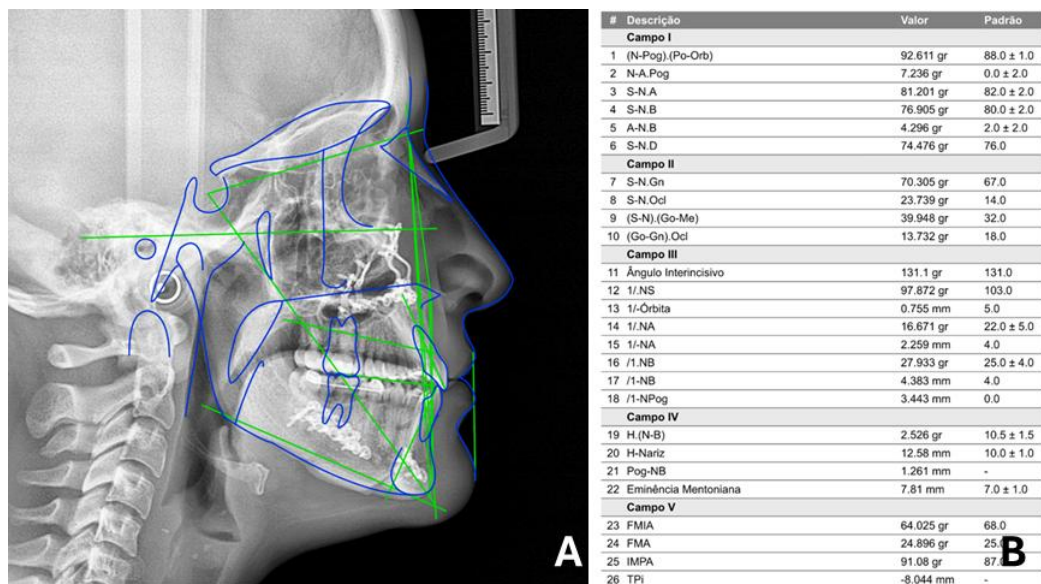 # Descrição Valor Padrão
Campo I
1 (N-Pog).(Po-Orb) 92.611 gr 88.0 ± 1.0
2 N-A.Pog 7.236 gr 0.0 ± 2.0
3 S-N.A 81.201 gr 82.0 ± 2.0
4 S-N.B 76.905 gr 80.0 ± 2.0
5 A-N.B 4.296 gr 2.0 ± 2.0
6 S-N.D 74.476 gr 76.0
Campo II
7 S-N.Gn 70.305 gr 67.0
8 S-N.Ocl 23.739 gr 14.0
9 (S-N).(Go-Me) 39.948 gr 32.0
10 (Go-Gn).Ocl 13.732 gr 18.0
Campo III
11 Ângulo Interincisivo 131.1 gr 131.0
12 1/.NS 97.872 gr 103.0
13 1/-Órbita 0.755 mm 5.0
14 1/.NA 16.671 gr 22.0 ± 5.0
15 1/-NA 2.259 mm 4.0
16 /1.NB 27.933 gr 25.0 ± 4.0
17 /1-NB 4.383 mm 4.0
18 /1-NPog 3.443 mm 0.0
Campo IV
19 H.(N-B) 2.526 gr 10.5 ± 1.5
20 H-Nariz 12.58 mm 10.0 ± 1.0
21 Pog-NB 1.261 mm -
22 Eminência Mentoniana 7.81 mm 7.0 ± 1.0
Campo V
23 FMIA 64.025 gr 68.0
24 FMA 24.896 gr 25.
25 IMPA 91.08 gr 87.
26 TPi -8.044 mm -
A
B